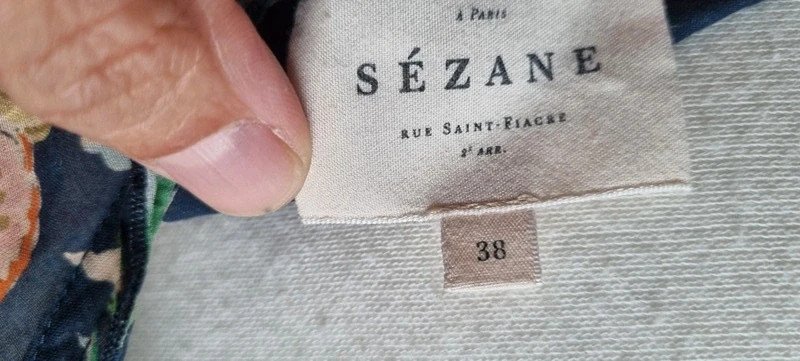 À PARIS
SÉZANE
RUE SAINT-FIACRE
2E ARR.
38